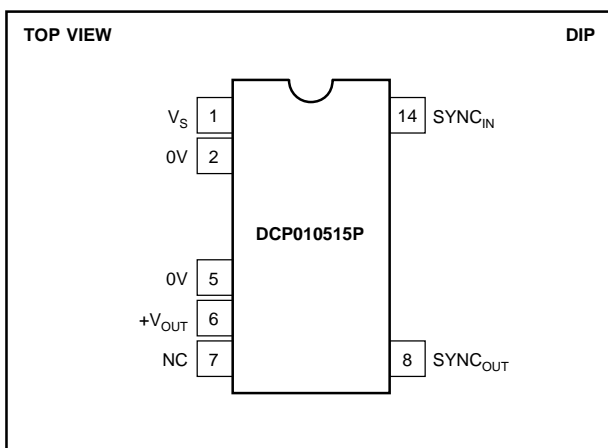 TOP VIEW DIP
V_S 1 14 SYNC_IN
0V 2
DCP010515P
0V 5
+V_OUT 6
NC 7 8 SYNC_OUT